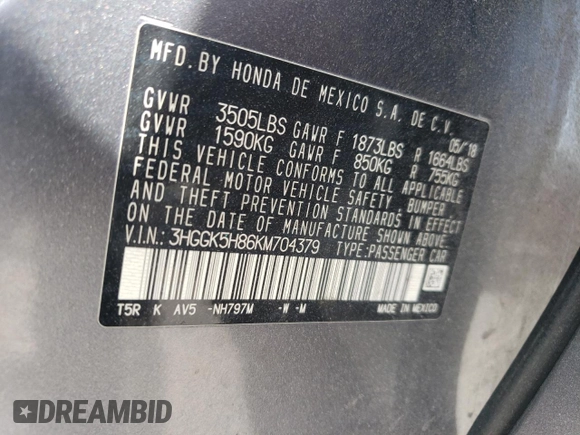 MFD.BY HONDA DE MEXICO S.A. DE C.V.
05/18
GVWR 3505LBS GAWR F 1873LBS R 1664LBS
GVWR 1590KG GAWR F 850KG R 755KG
THIS VEHICLE CONFORMS TO ALL APPLICABLE
FEDERAL MOTOR VEHICLE SAFETY, BUMPER,
AND THEFT PREVENTION STANDARDS IN EFFECT
ON THE DATE OF MANUFACTURE SHOWN ABOVE.
V.I.N.: 3HGGK5H86KM704379 TYPE:PASSENGER CAR
T5R K AV5 -NH797M -W -M
MADE IN MEXICO
DREAMBID